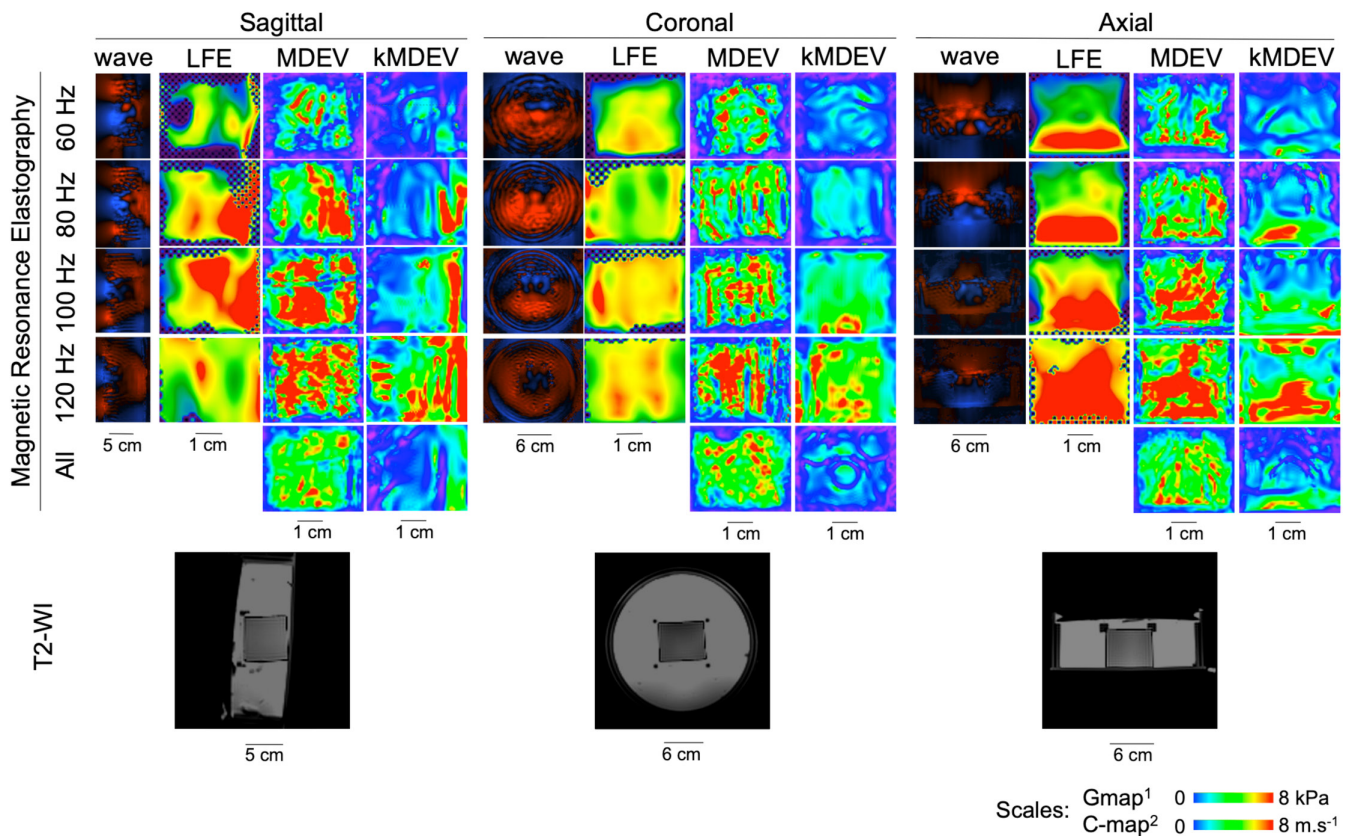 Sagittal Coronal Axial
wave LFE MDEV kMDEV wave LFE MDEV kMDEV wave LFE MDEV kMDEV
Magnetic Resonance Elastography
60 Hz
80 Hz
100 Hz
120 Hz
5 cm 1 cm 6 cm 1 cm 6 cm 1 cm
All
1 cm 1 cm 1 cm 1 cm 1 cm 1 cm
T2-WI
5 cm 6 cm 6 cm
Scales: Gmap¹ 0 8 kPa
C-map² 0 8 m.s⁻¹